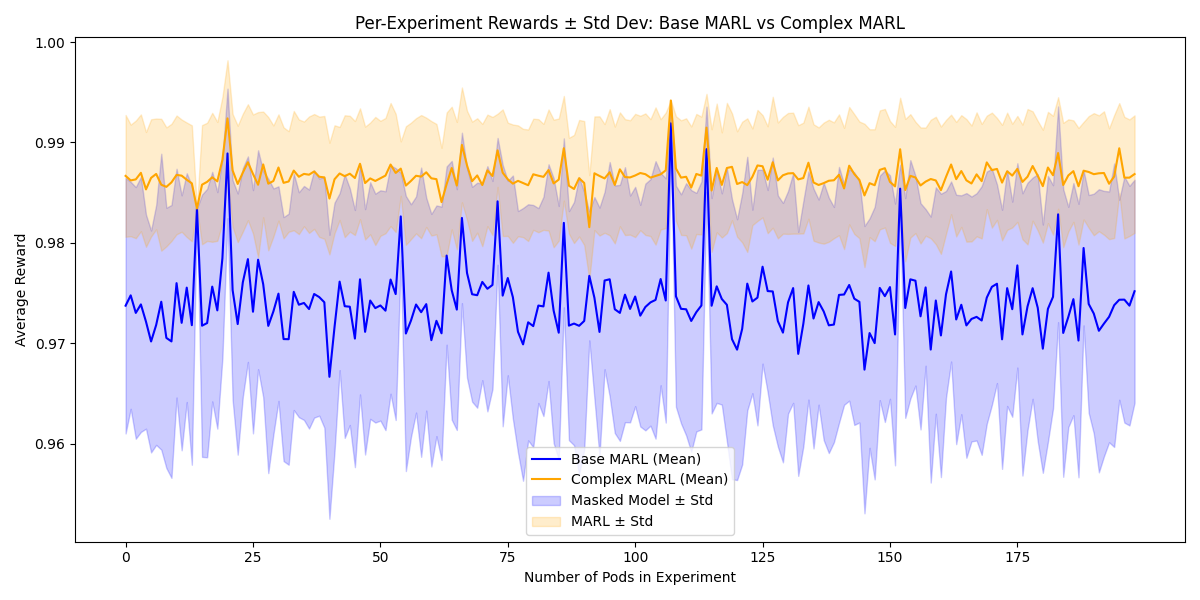 Per-Experiment Rewards ± Std Dev: Base MARL vs Complex MARL
1.00
0.99
0.98
0.97
0.96
Average Reward
Base MARL (Mean)
Complex MARL (Mean)
Masked Model ± Std
MARL ± Std
0 25 50 75 100 125 150 175
Number of Pods in Experiment